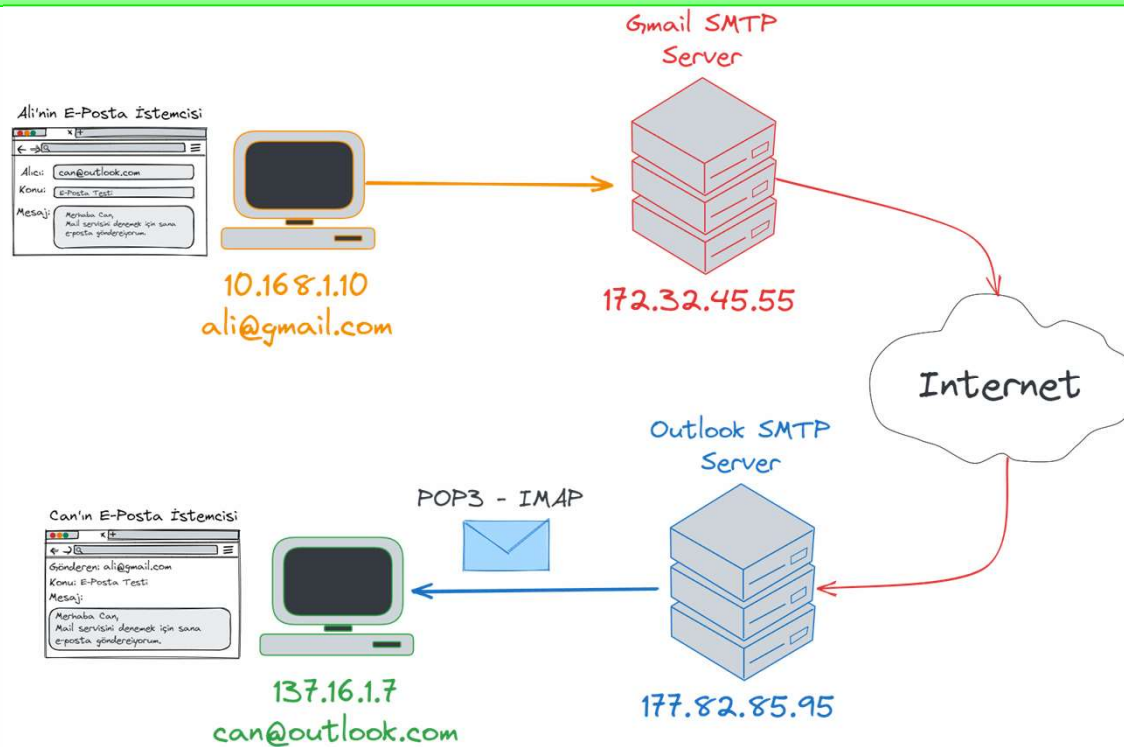 Gmail SMTP
Server
Ali'nin E-Posta İstemcisi
x +
Alıcı: can@outlook.com
Konu: E-Posta Testi
Mesaj: Merhaba Can,
Mail servisini denemek için sana
e-posta göndereiyorum.
10.168.1.10
ali@gmail.com
172.32.45.55
Internet
Outlook SMTP
Server
POP3 - IMAP
Can'ın E-Posta İstemcisi
x +
Gönderen: ali@gmail.com
Konu: E-Posta Testi
Mesaj:
Merhaba Can,
Mail servisini denemek için sana
e-posta göndereiyorum.
137.16.1.7
can@outlook.com
177.82.85.95